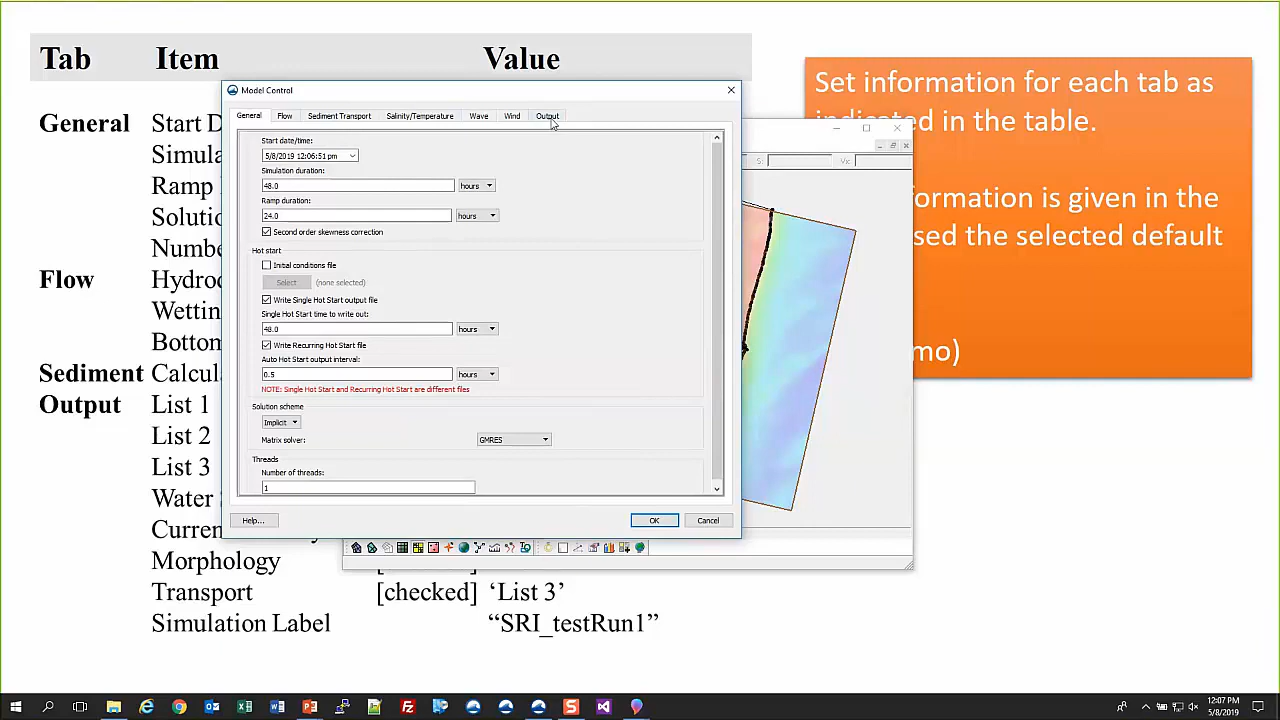 Tab Item Value
Set information for each tab as
indicated in the table.
formation is given in the
sed the selected default
mo)
Model Control
General Flow Sediment Transport Salinity/Temperature Wave Wind Output
S: Vx:
Start date/time:
5/8/2019 12:06:51 pm
Simulation duration:
48.0 hours
Ramp duration:
24.0 hours
Second order skewness correction
Hot start
Initial conditions file
Select (none selected)
Write Single Hot Start output file
Single Hot Start time to write out:
48.0 hours
Write Recurring Hot Start file
Auto Hot Start output interval:
0.5 hours
NOTE: Single Hot Start and Recurring Hot Start are different files
Solution scheme
Implicit
Matrix solver: GMRES
Threads
Number of threads:
1
Help... OK Cancel
General Start D
Simula
Ramp
Solutio
Numbe
Flow Hydro
Wettin
Bottom
Sediment Calcula
Output List 1
List 2
List 3
Water
Curren
Morphology
Transport [checked] ‘List 3’
Simulation Label “SRI_testRun1”
12:07 PM
5/8/2019